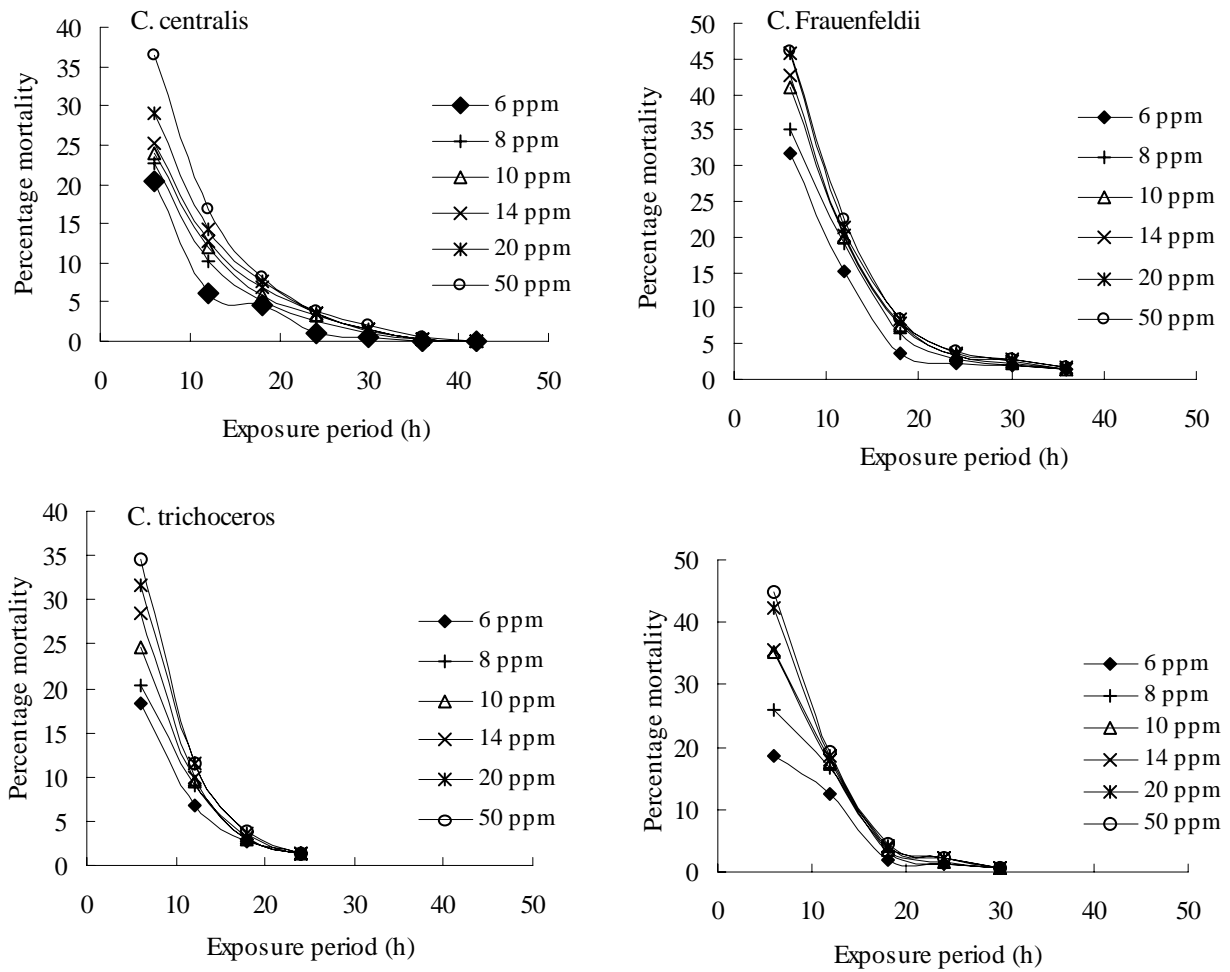 C. centralis
40
35
30
25
20
15
10
5
0
Percentage mortality
0 10 20 30 40 50
Exposure period (h)
6 ppm
8 ppm
10 ppm
14 ppm
20 ppm
50 ppm
C. Frauenfeldii
50
45
40
35
30
25
20
15
10
5
0
Percentage mortality
0 10 20 30 40 50
Exposure period (h)
6 ppm
8 ppm
10 ppm
14 ppm
20 ppm
50 ppm
C. trichoceros
40
35
30
25
20
15
10
5
0
Percentage mortality
0 10 20 30 40 50
Exposure period (h)
6 ppm
8 ppm
10 ppm
14 ppm
20 ppm
50 ppm
50
40
30
20
10
0
Percentage mortality
0 10 20 30 40 50
Exposure period (h)
6 ppm
8 ppm
10 ppm
14 ppm
20 ppm
50 ppm